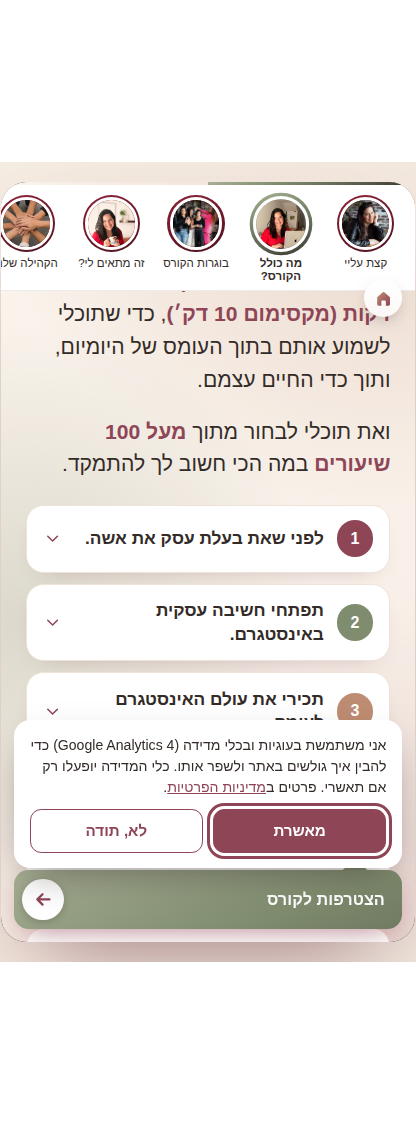 קצת עליי
מה כולל
הקורס?
בוגרות הקורס
זה מתאים לי?
הקהילה
(מקסימום 10 דק׳), כדי שתוכלי
לשמוע אותם בתוך העומס של היומיום,
ותוך כדי החיים עצמם.
ואת תוכלי לבחור מתוך מעל 100
שיעורים במה הכי חשוב לך להתמקד.
1
לפני שאת בעלת עסק את אשה.
2
תפתחי חשיבה עסקית
באינסטגרם.
3
תכירי את עולם האינסטגרם
אני משתמשת בעוגיות ובכלי מדידה (Google Analytics 4) כדי
להבין איך גולשים באתר ולשפר אותו. כלי המדידה יופעלו רק
אם תאשרי. פרטים במדיניות הפרטיות.
מאשרת
לא, תודה
הצטרפות לקורס